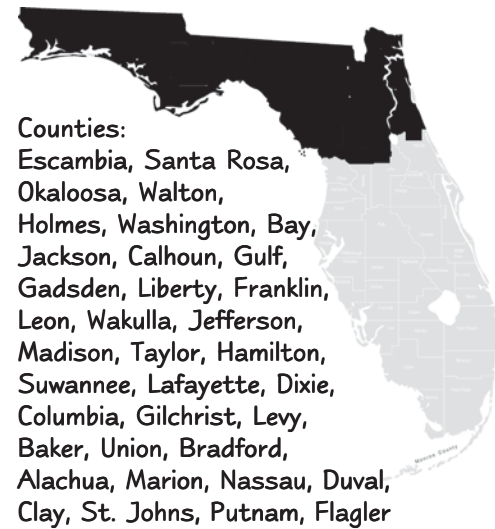 Counties:
Escambia, Santa Rosa,
Okaloosa, Walton,
Holmes, Washington, Bay,
Jackson, Calhoun, Gulf,
Gadsden, Liberty, Franklin,
Leon, Wakulla, Jefferson,
Madison, Taylor, Hamilton,
Suwannee, Lafayette, Dixie,
Columbia, Gilchrist, Levy,
Baker, Union, Bradford,
Alachua, Marion, Nassau, Duval,
Clay, St. Johns, Putnam, Flagler
Monroe County